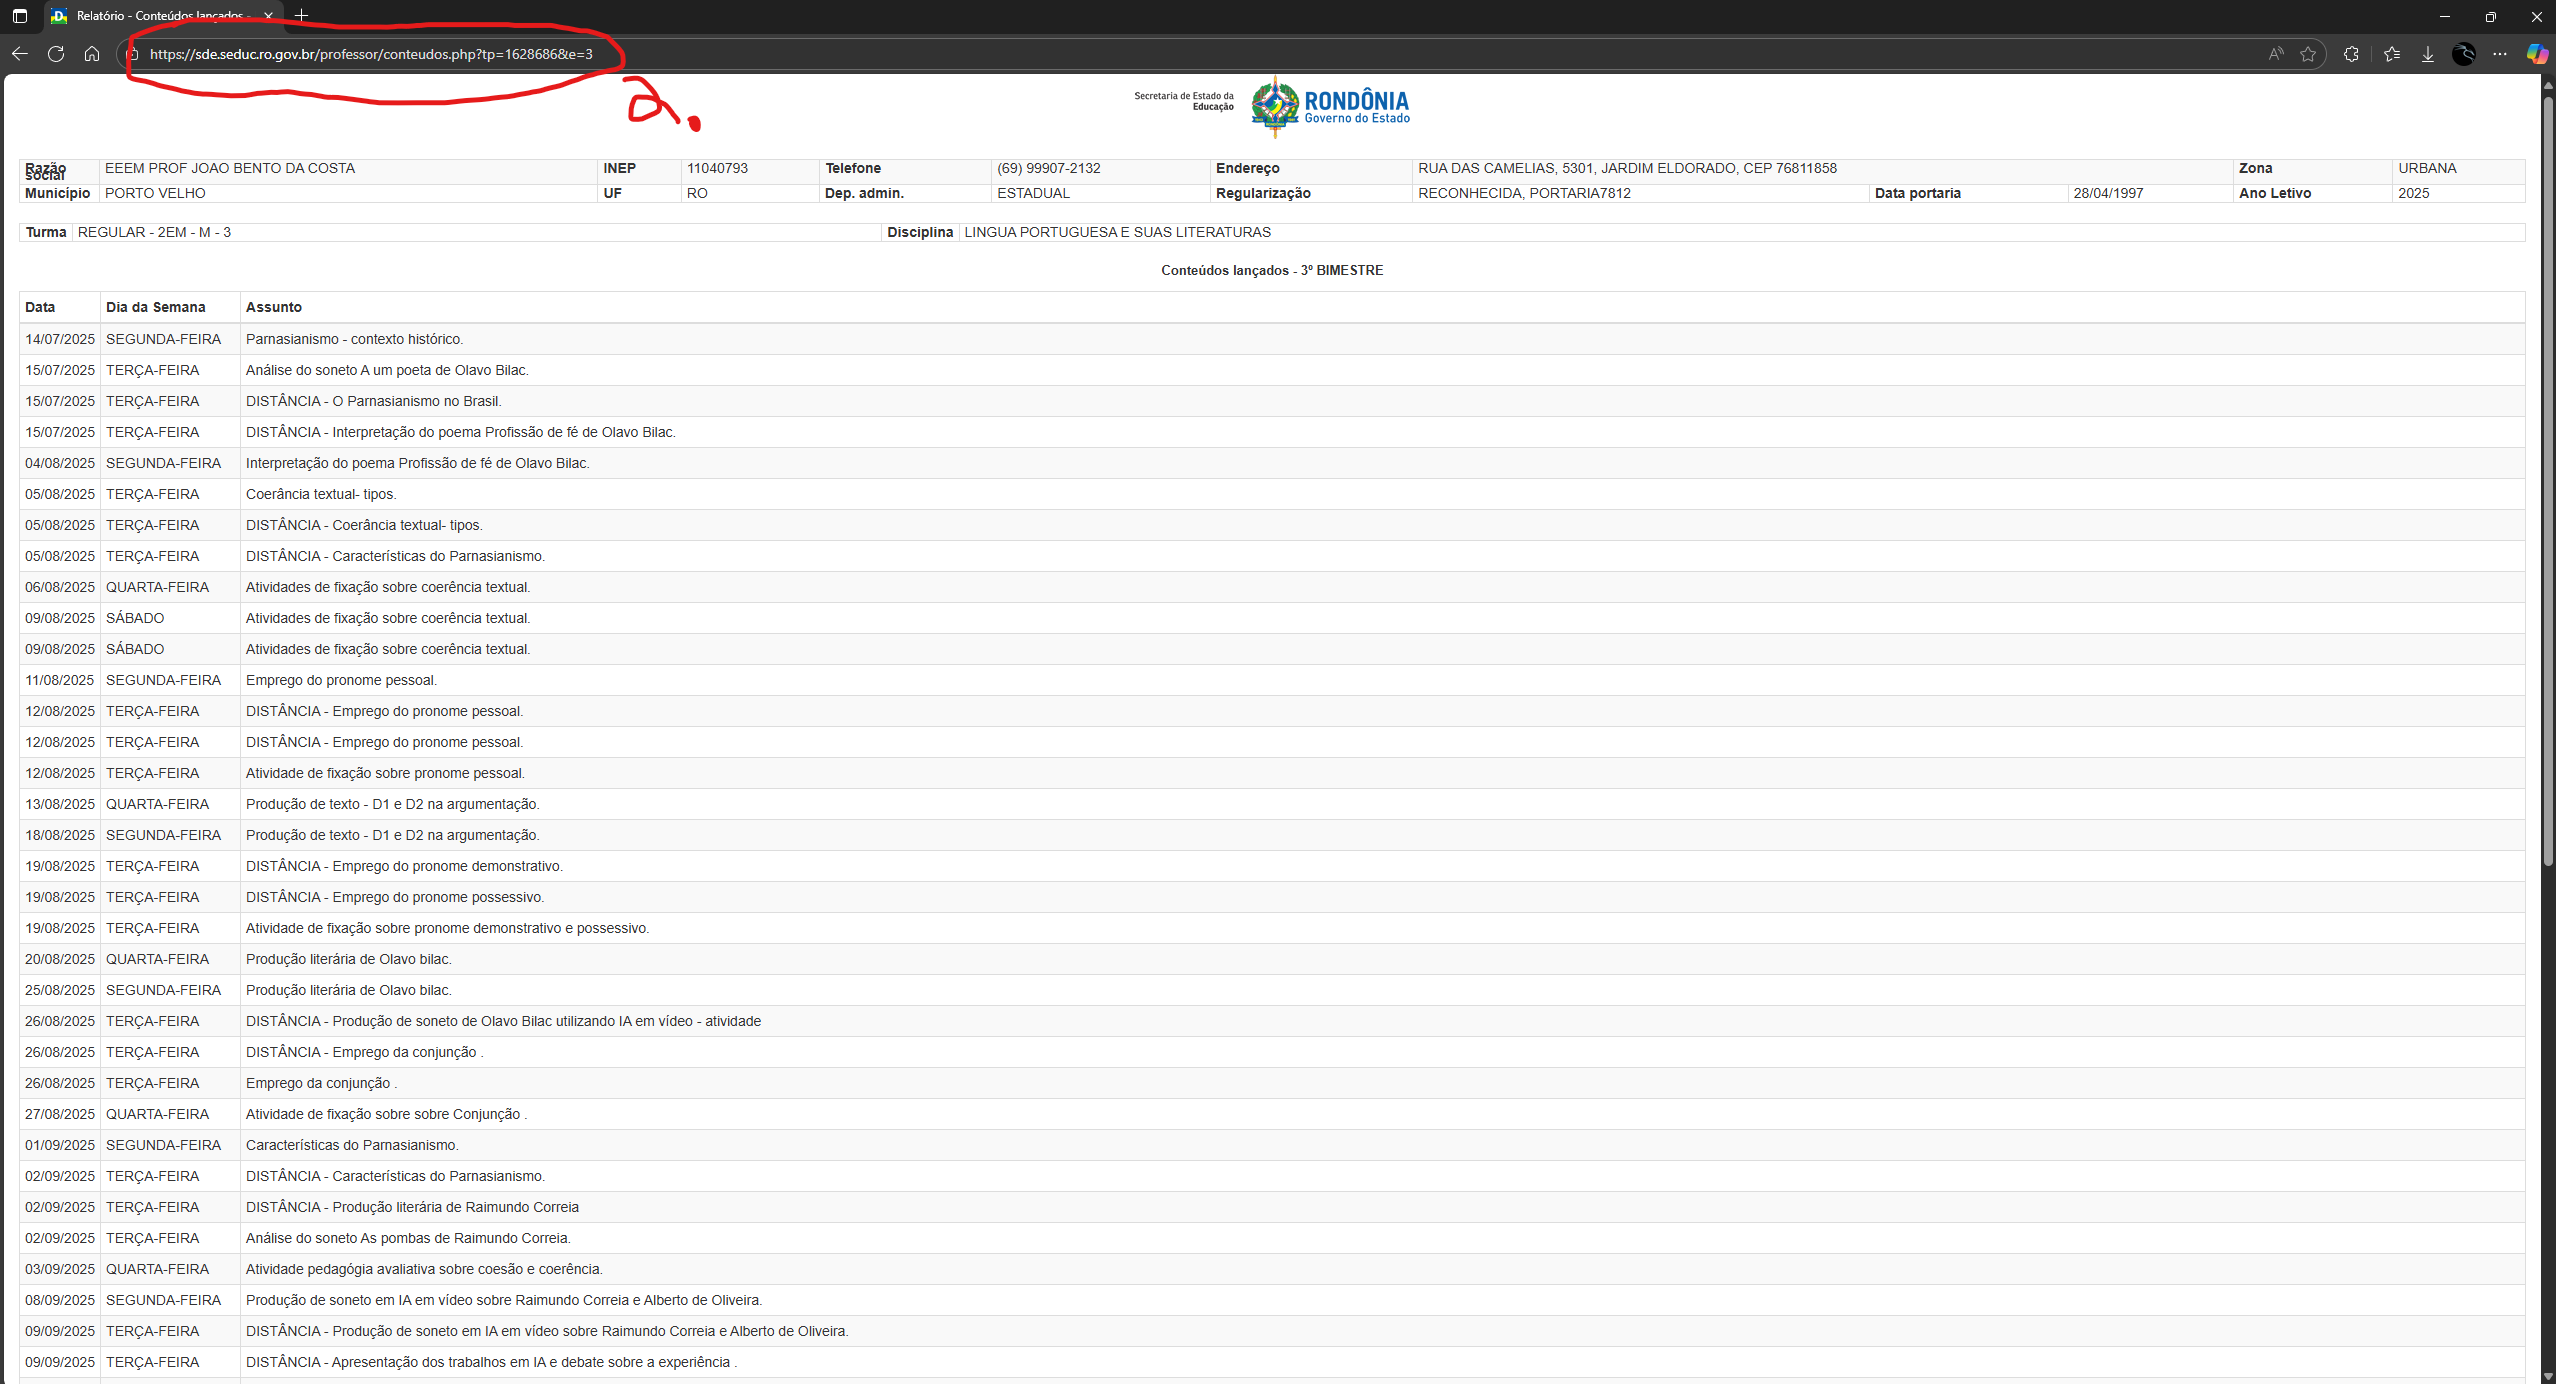 Relatório - Conteúdos lançados -
https://sde.seduc.ro.gov.br/professor/conteudos.php?tp=1628686&e=3
2.
Secretaria de Estado da
Educação
RONDÔNIA
Governo do Estado
Razão social EEEM PROF JOAO BENTO DA COSTA INEP 11040793 Telefone (69) 99907-2132 Endereço RUA DAS CAMELIAS, 5301, JARDIM ELDORADO, CEP 76811858 Zona URBANA
Município PORTO VELHO UF RO Dep. admin. ESTADUAL Regularização RECONHECIDA, PORTARIA7812 Data portaria 28/04/1997 Ano Letivo 2025
Turma REGULAR - 2EM - M - 3 Disciplina LINGUA PORTUGUESA E SUAS LITERATURAS
Conteúdos lançados - 3º BIMESTRE
Data Dia da Semana Assunto
14/07/2025 SEGUNDA-FEIRA Parnasianismo - contexto histórico.
15/07/2025 TERÇA-FEIRA Análise do soneto A um poeta de Olavo Bilac.
15/07/2025 TERÇA-FEIRA DISTÂNCIA - O Parnasianismo no Brasil.
15/07/2025 TERÇA-FEIRA DISTÂNCIA - Interpretação do poema Profissão de fé de Olavo Bilac.
04/08/2025 SEGUNDA-FEIRA Interpretação do poema Profissão de fé de Olavo Bilac.
05/08/2025 TERÇA-FEIRA Coerância textual- tipos.
05/08/2025 TERÇA-FEIRA DISTÂNCIA - Coerância textual- tipos.
05/08/2025 TERÇA-FEIRA DISTÂNCIA - Características do Parnasianismo.
06/08/2025 QUARTA-FEIRA Atividades de fixação sobre coerência textual.
09/08/2025 SÁBADO Atividades de fixação sobre coerência textual.
09/08/2025 SÁBADO Atividades de fixação sobre coerência textual.
11/08/2025 SEGUNDA-FEIRA Emprego do pronome pessoal.
12/08/2025 TERÇA-FEIRA DISTÂNCIA - Emprego do pronome pessoal.
12/08/2025 TERÇA-FEIRA DISTÂNCIA - Emprego do pronome pessoal.
12/08/2025 TERÇA-FEIRA Atividade de fixação sobre pronome pessoal.
13/08/2025 QUARTA-FEIRA Produção de texto - D1 e D2 na argumentação.
18/08/2025 SEGUNDA-FEIRA Produção de texto - D1 e D2 na argumentação.
19/08/2025 TERÇA-FEIRA DISTÂNCIA - Emprego do pronome demonstrativo.
19/08/2025 TERÇA-FEIRA DISTÂNCIA - Emprego do pronome possessivo.
19/08/2025 TERÇA-FEIRA Atividade de fixação sobre pronome demonstrativo e possessivo.
20/08/2025 QUARTA-FEIRA Produção literária de Olavo bilac.
25/08/2025 SEGUNDA-FEIRA Produção literária de Olavo bilac.
26/08/2025 TERÇA-FEIRA DISTÂNCIA - Produção de soneto de Olavo Bilac utilizando IA em vídeo - atividade
26/08/2025 TERÇA-FEIRA DISTÂNCIA - Emprego da conjunção .
26/08/2025 TERÇA-FEIRA Emprego da conjunção .
27/08/2025 QUARTA-FEIRA Atividade de fixação sobre sobre Conjunção .
01/09/2025 SEGUNDA-FEIRA Características do Parnasianismo.
02/09/2025 TERÇA-FEIRA DISTÂNCIA - Características do Parnasianismo.
02/09/2025 TERÇA-FEIRA DISTÂNCIA - Produção literária de Raimundo Correia
02/09/2025 TERÇA-FEIRA Análise do soneto As pombas de Raimundo Correia.
03/09/2025 QUARTA-FEIRA Atividade pedagógia avaliativa sobre coesão e coerência.
08/09/2025 SEGUNDA-FEIRA Produção de soneto em IA em vídeo sobre Raimundo Correia e Alberto de Oliveira.
09/09/2025 TERÇA-FEIRA DISTÂNCIA - Produção de soneto em IA em vídeo sobre Raimundo Correia e Alberto de Oliveira.
09/09/2025 TERÇA-FEIRA DISTÂNCIA - Apresentação dos trabalhos em IA e debate sobre a experiência .